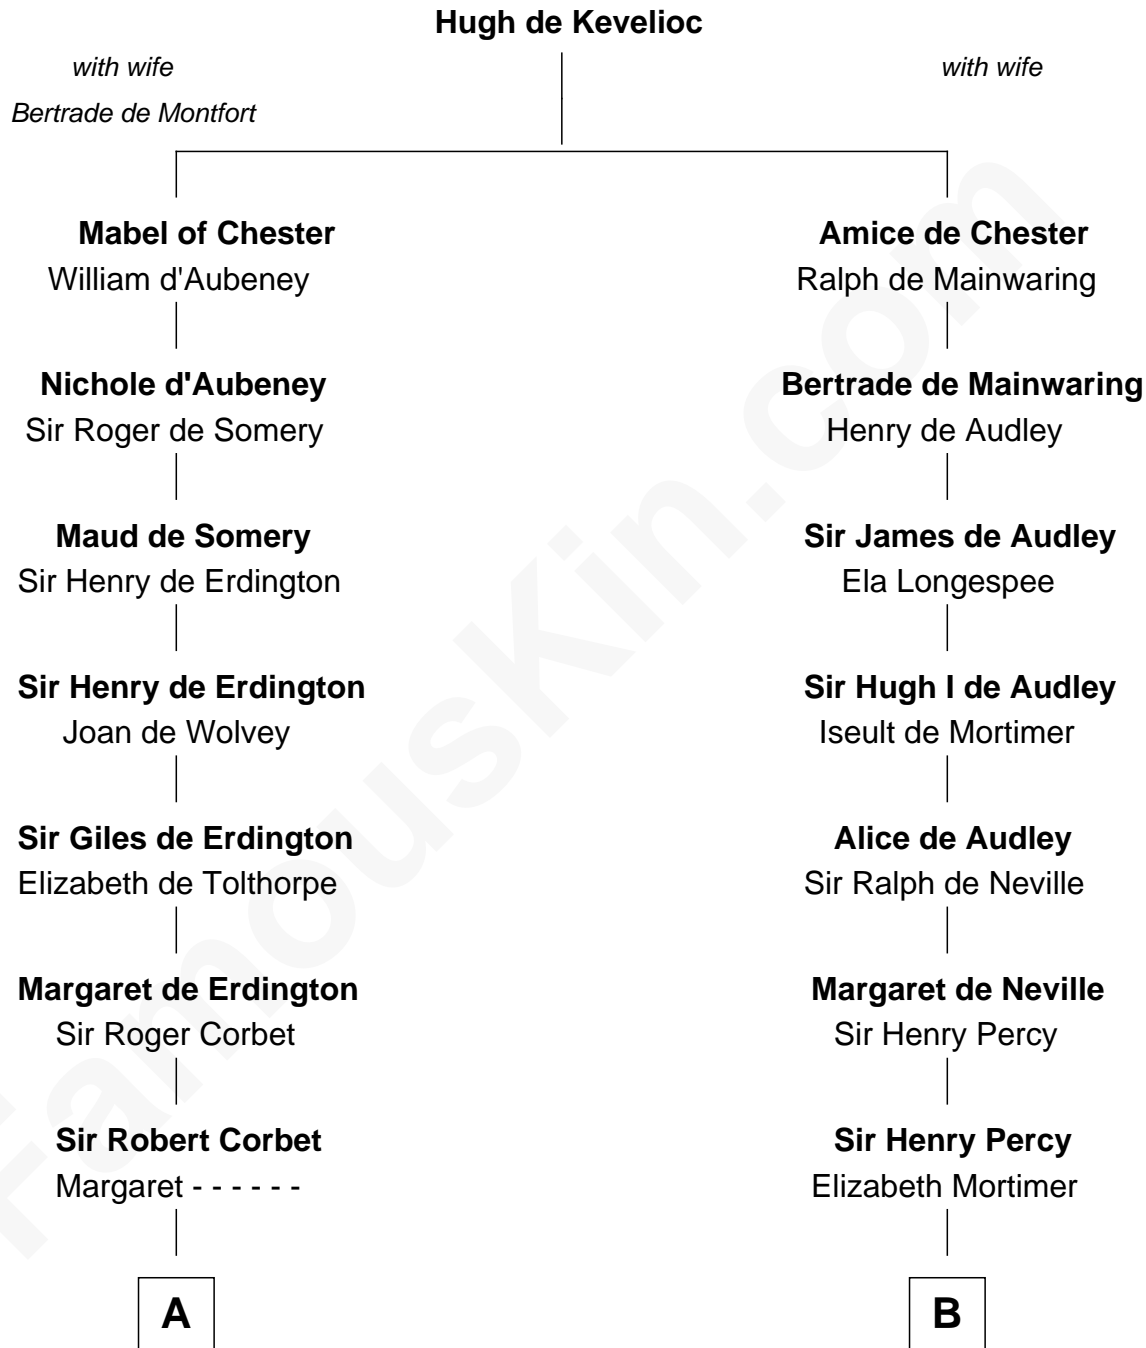 Hugh de Kevelioc
with wife
Bertrade de Montfort
with wife
Mabel of Chester
William d'Aubeney
Amice de Chester
Ralph de Mainwaring
Nichole d'Aubeney
Sir Roger de Somery
Bertrade de Mainwaring
Henry de Audley
Maud de Somery
Sir Henry de Erdington
Sir James de Audley
Ela Longespee
Sir Henry de Erdington
Joan de Wolvey
Sir Hugh I de Audley
Iseult de Mortimer
Sir Giles de Erdington
Elizabeth de Tolthorpe
Alice de Audley
Sir Ralph de Neville
Margaret de Erdington
Sir Roger Corbet
Margaret de Neville
Sir Henry Percy
Sir Robert Corbet
Margaret - - - - - -
Sir Henry Percy
Elizabeth Mortimer
A
B
FamousKin.com